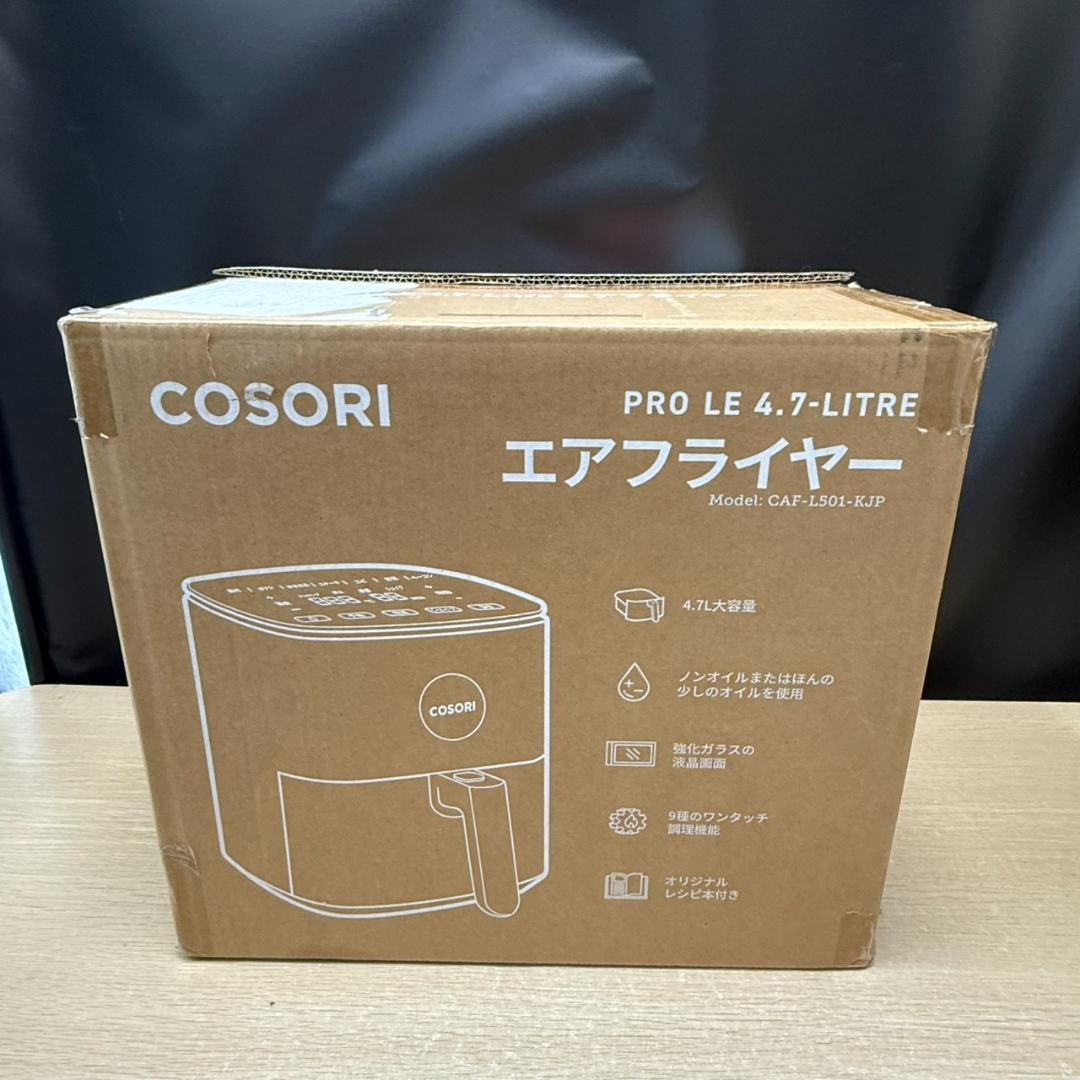 COSORI
PRO LE 4.7-LITRE
エアフライヤー
Model: CAF-L501-KJP
COSORI
4.7L大容量
ノンオイルまたはほんの
少しのオイルを使用
強化ガラスの
液晶画面
9種のワンタッチ
調理機能
オリジナル
レシピ本付き